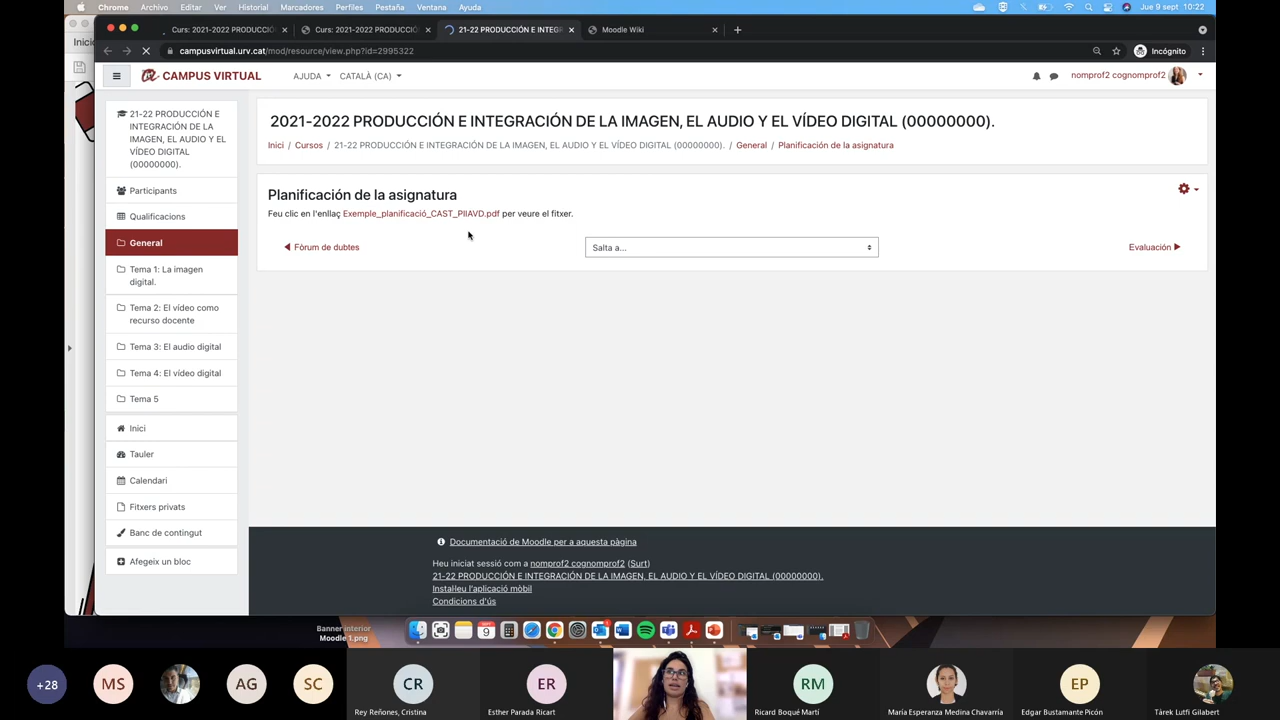 Chrome Archivo Editar Ver Historial Marcadores Perfiles Pestaña Ventana Ayuda
Jue 9 sept 10:22
Inicio
Curs: 2021-2022 PRODUCCIÓ
Curs: 2021-2022 PRODUCCIÓ
21-22 PRODUCCIÓN E INTEGR
Moodle Wiki
campusvirtual.urv.cat/mod/resource/view.php?id=2995322
Incógnito
CAMPUS VIRTUAL
AJUDA
CATALÀ (CA)
nomprof2 cognomprof2
21-22 PRODUCCIÓN E
INTEGRACIÓN DE LA
IMAGEN, EL AUDIO Y EL
VÍDEO DIGITAL
(00000000).
Participants
Qualificacions
General
Tema 1: La imagen
digital.
Tema 2: El vídeo como
recurso docente
Tema 3: El audio digital
Tema 4: El vídeo digital
Tema 5
Inici
Tauler
Calendari
Fitxers privats
Banc de contingut
Afegeix un bloc
2021-2022 PRODUCCIÓN E INTEGRACIÓN DE LA IMAGEN, EL AUDIO Y EL VÍDEO DIGITAL (00000000).
Inici / Cursos / 21-22 PRODUCCIÓN E INTEGRACIÓN DE LA IMAGEN, EL AUDIO Y EL VÍDEO DIGITAL (00000000). / General / Planificación de la asignatura
Planificación de la asignatura
Feu clic en l'enllaç Exemple_planificació_CAST_PIIAVD.pdf per veure el fitxer.
Fòrum de dubtes
Salta a...
Evaluación
Documentació de Moodle per a aquesta pàgina
Heu iniciat sessió com a nomprof2 cognomprof2 (Surt)
21-22 PRODUCCIÓN E INTEGRACIÓN DE LA IMAGEN, EL AUDIO Y EL VÍDEO DIGITAL (00000000).
Instal·leu l'aplicació mòbil
Condicions d'ús
Banner interior
Moodle 1.png
9
+28
MS
AG
SC
CR
ER
RM
EP
Rey Reñones, Cristina
Esther Parada Ricart
Ricard Boqué Martí
María Esperanza Medina Chavarría
Edgar Bustamante Picón
Tárek Lutfi Gilabert